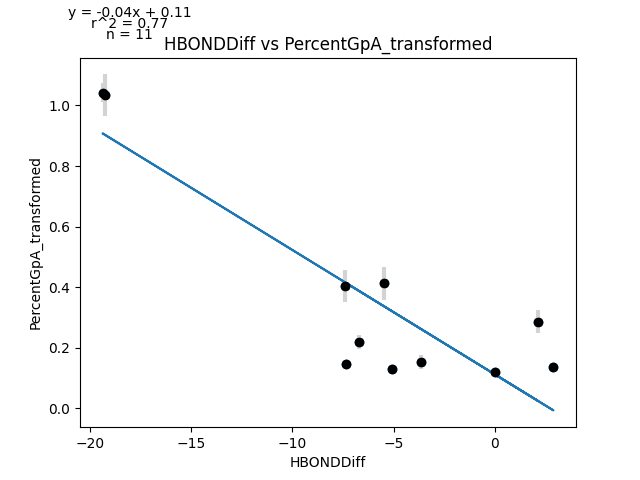 y = -0.04x + 0.11
r^2 = 0.77
n = 11
HBONDDiff vs PercentGpA_transformed
PercentGpA_transformed
1.0
0.8
0.6
0.4
0.2
0.0
−20
−15
−10
−5
0
HBONDDiff